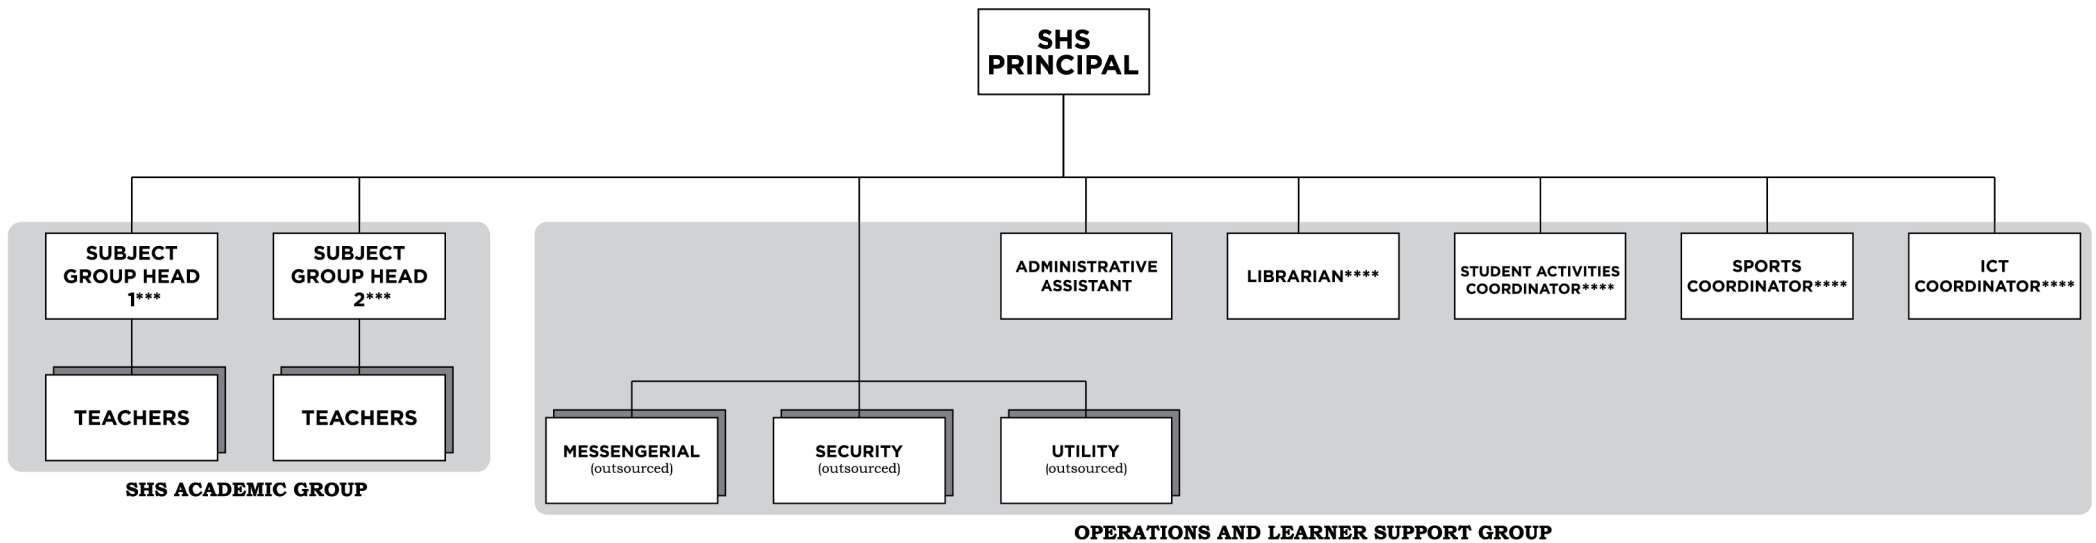 SHS
PRINCIPAL
SUBJECT
GROUP HEAD
1***
SUBJECT
GROUP HEAD
2***
TEACHERS
TEACHERS
SHS ACADEMIC GROUP
ADMINISTRATIVE
ASSISTANT
LIBRARIAN****
STUDENT ACTIVITIES
COORDINATOR****
SPORTS
COORDINATOR****
ICT
COORDINATOR****
MESSENGERIAL
(outsourced)
SECURITY
(outsourced)
UTILITY
(outsourced)
OPERATIONS AND LEARNER SUPPORT GROUP